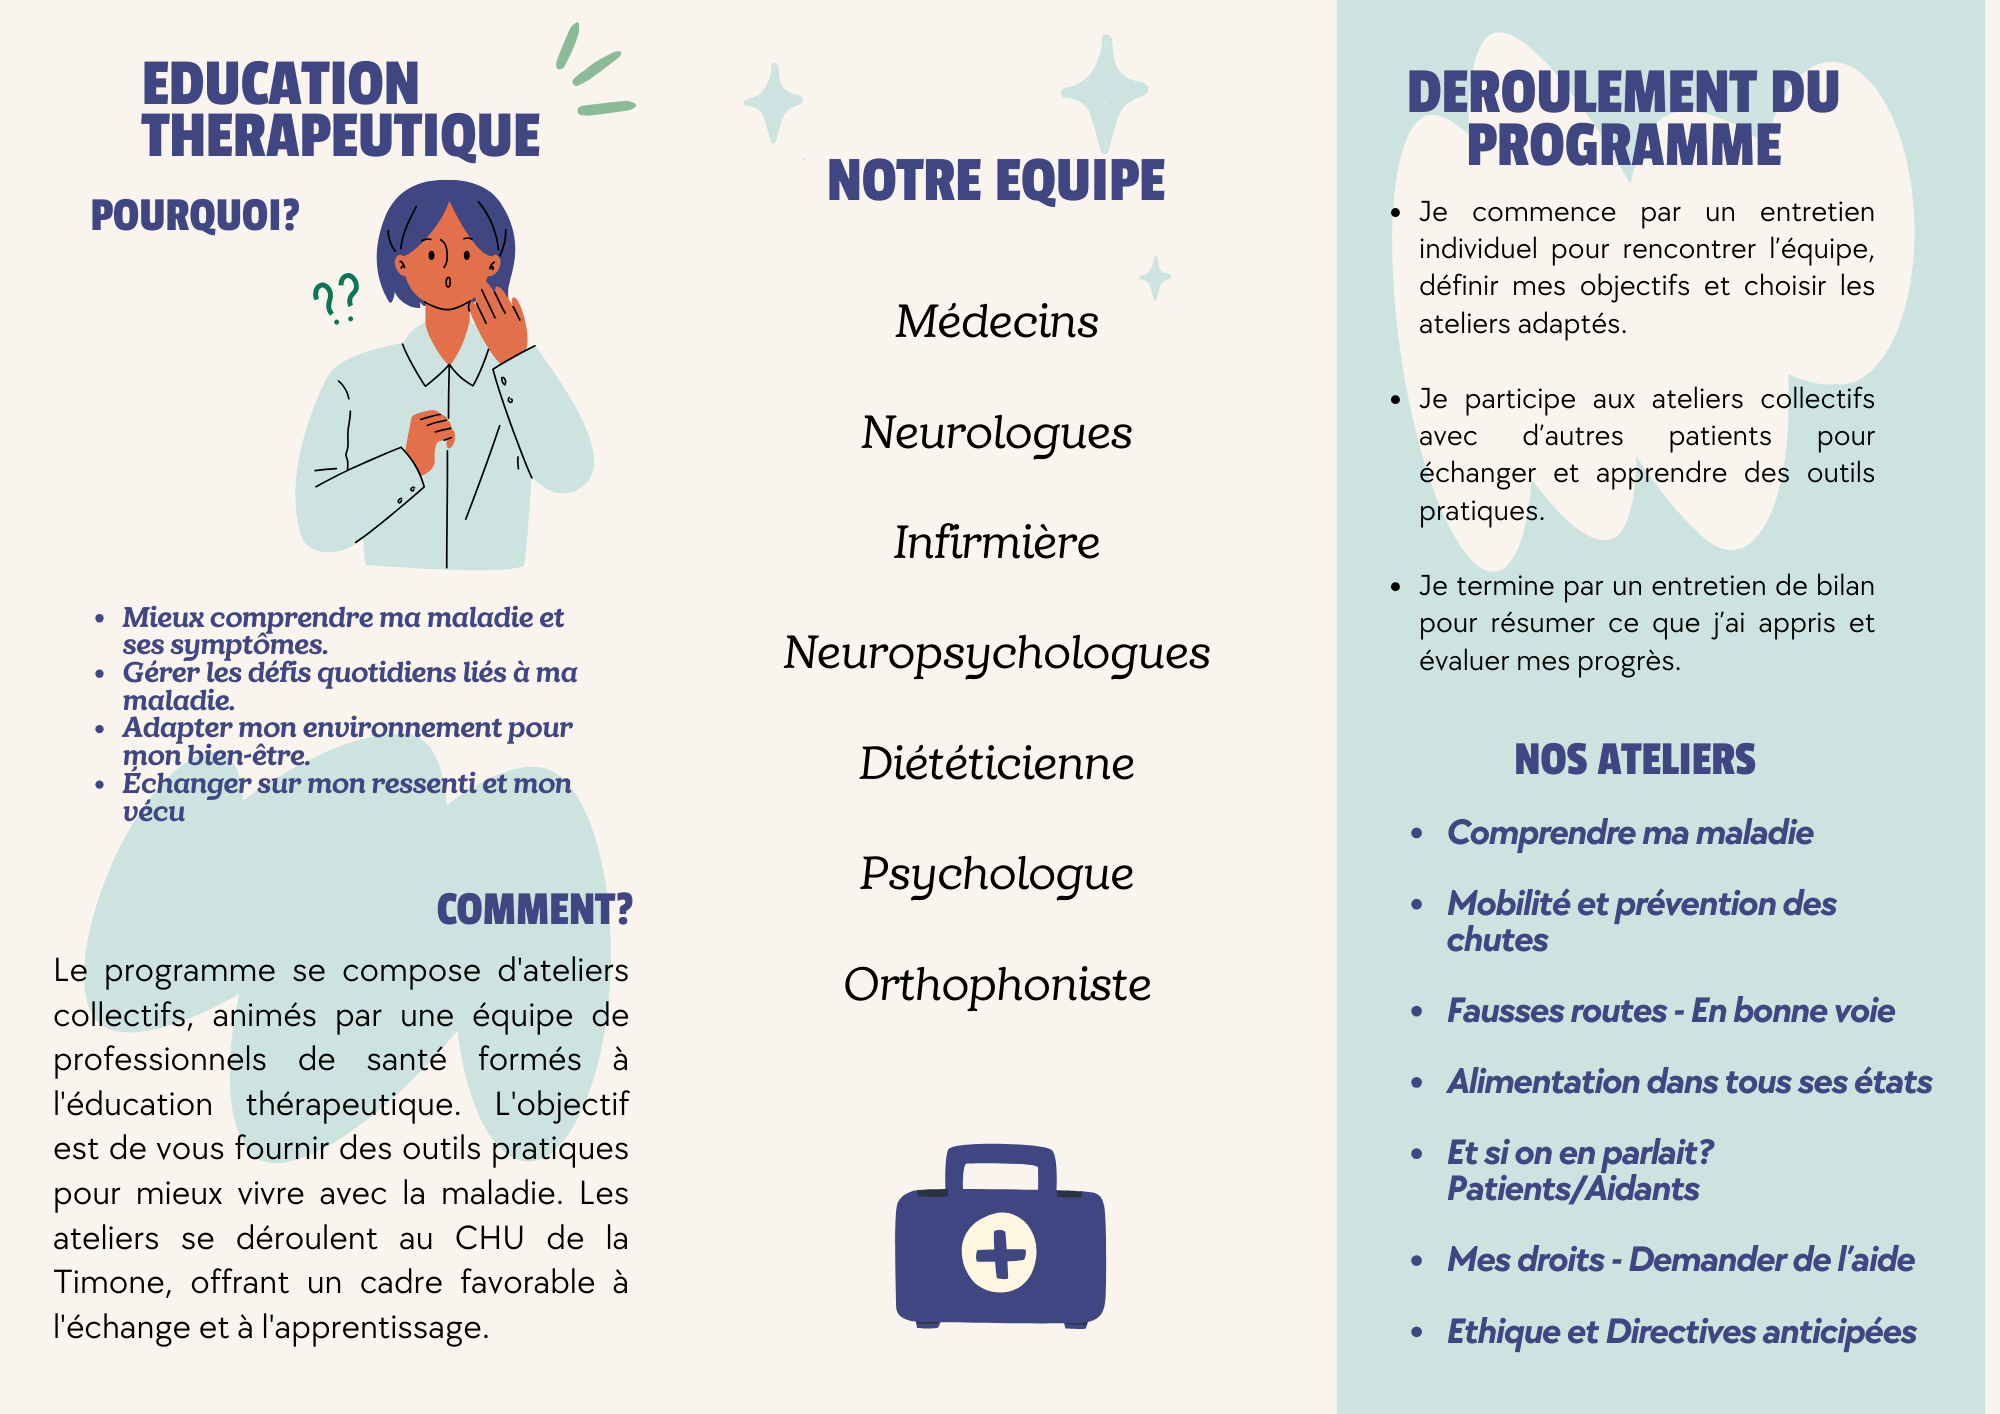 EDUCATION
THERAPEUTIQUE
POURQUOI?
??
• Mieux comprendre ma maladie et
ses symptômes.
• Gérer les défis quotidiens liés à ma
maladie.
• Adapter mon environnement pour
mon bien-être.
• Échanger sur mon ressenti et mon
vécu
COMMENT?
Le programme se compose d'ateliers
collectifs, animés par une équipe de
professionnels de santé formés à
l'éducation thérapeutique. L'objectif
est de vous fournir des outils pratiques
pour mieux vivre avec la maladie. Les
ateliers se déroulent au CHU de la
Timone, offrant un cadre favorable à
l'échange et à l'apprentissage.
NOTRE EQUIPE
Médecins
Neurologues
Infirmière
Neuropsychologues
Diététicienne
Psychologue
Orthophoniste
DEROULEMENT DU
PROGRAMME
• Je commence par un entretien
individuel pour rencontrer l’équipe,
définir mes objectifs et choisir les
ateliers adaptés.
• Je participe aux ateliers collectifs
avec d’autres patients pour
échanger et apprendre des outils
pratiques.
• Je termine par un entretien de bilan
pour résumer ce que j’ai appris et
évaluer mes progrès.
NOS ATELIERS
• Comprendre ma maladie
• Mobilité et prévention des
chutes
• Fausses routes - En bonne voie
• Alimentation dans tous ses états
• Et si on en parlait?
Patients/Aidants
• Mes droits - Demander de l’aide
• Ethique et Directives anticipées